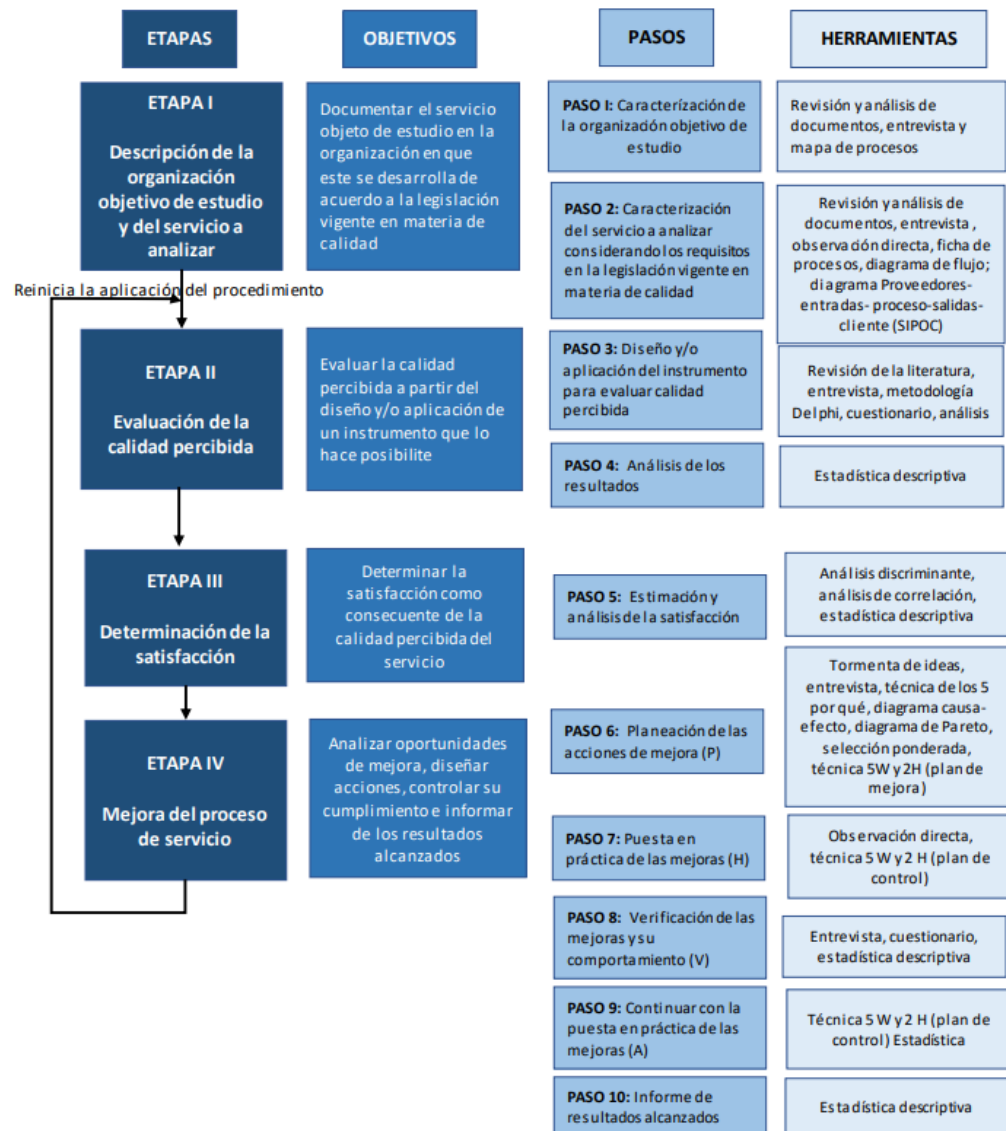 ETAPAS
OBJETIVOS
PASOS
HERRAMIENTAS
ETAPA I
Descripción de la
organización
objetivo de estudio
y del servicio a
analizar
Documentar el servicio
objeto de estudio en la
organización en que
este se desarrolla de
acuerdo a la legislación
vigente en materia de
calidad
PASO I: Caracterízación de
la organización objetivo de
estudio
Revisión y análisis de
documentos, entrevista y
mapa de procesos
PASO 2: Caracterización
del servicio a analizar
considerando los requisitos
en la legislación vigente en
materia de calidad
Revisión y análisis de
documentos, entrevista ,
observación directa, ficha de
procesos, diagrama de flujo;
diagrama Proveedores-
entradas- proceso-salidas-
cliente (SIPOC)
Reinicia la aplicación del procedimiento
ETAPA II
Evaluación de la
calidad percibida
Evaluar la calidad
percibida a partir del
diseño y/o aplicación de
un instrumento que lo
hace posibilite
PASO 3: Diseño y/o
aplicación del instrumento
para evaluar calidad
percibida
Revisión de la literatura,
entrevista, metodología
Delphi, cuestionario, análisis
PASO 4: Análisis de los
resultados
Estadística descriptiva
ETAPA III
Determinación de la
satisfacción
Determinar la
satisfacción como
consecuente de la
calidad percibida del
servicio
PASO 5: Estimación y
análisis de la satisfacción
Análisis discriminante,
análisis de correlación,
estadística descriptiva
ETAPA IV
Mejora del proceso
de servicio
Analizar oportunidades
de mejora, diseñar
acciones, controlar su
cumplimiento e informar
de los resultados
alcanzados
PASO 6: Planeación de las
acciones de mejora (P)
Tormenta de ideas,
entrevista, técnica de los 5
por qué, diagrama causa-
efecto, diagrama de Pareto,
selección ponderada,
técnica 5W y 2H (plan de
mejora)
PASO 7: Puesta en
práctica de las mejoras (H)
Observación directa,
técnica 5 W y 2 H (plan de
control)
PASO 8: Verificación de las
mejoras y su
comportamiento (V)
Entrevista, cuestionario,
estadística descriptiva
PASO 9: Continuar con la
puesta en práctica de las
mejoras (A)
Técnica 5 W y 2 H (plan de
control) Estadística
PASO 10: Informe de
resultados alcanzados
Estadística descriptiva